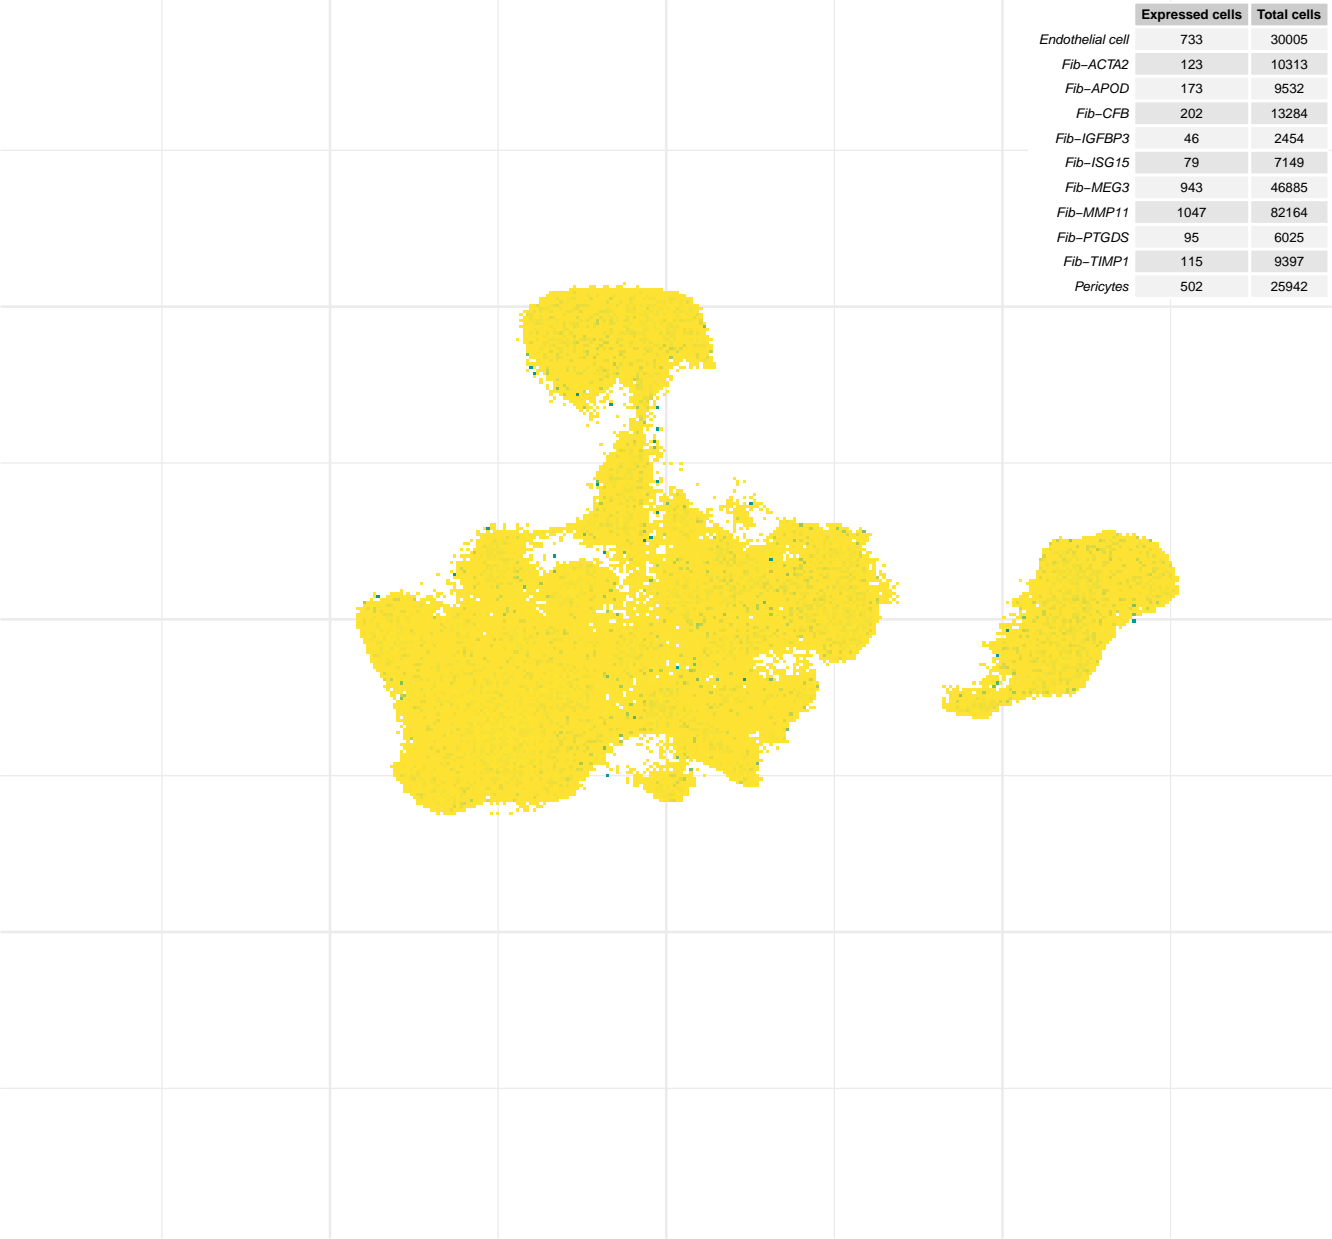 Expressed cells Total cells
Endothelial cell 733 30005
Fib−ACTA2 123 10313
Fib−APOD 173 9532
Fib−CFB 202 13284
Fib−IGFBP3 46 2454
Fib−ISG15 79 7149
Fib−MEG3 943 46885
Fib−MMP11 1047 82164
Fib−PTGDS 95 6025
Fib−TIMP1 115 9397
Pericytes 502 25942